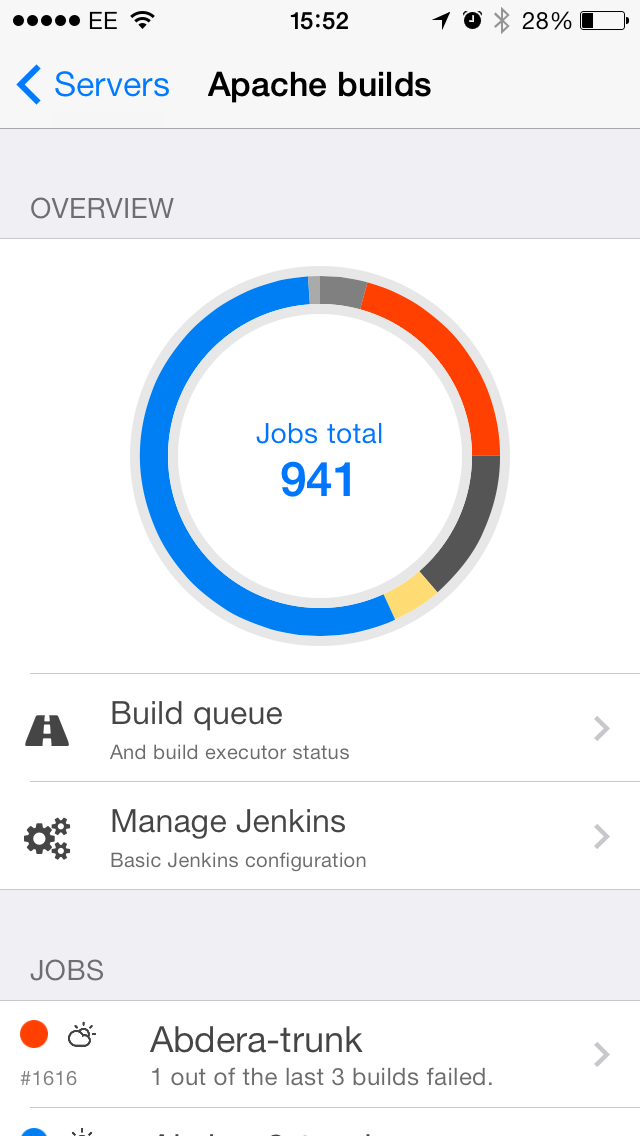 EE 15:52 28%
Servers Apache builds
OVERVIEW
Jobs total
941
Build queue
And build executor status
Manage Jenkins
Basic Jenkins configuration
JOBS
Abdera-trunk
#1616 1 out of the last 3 builds failed.